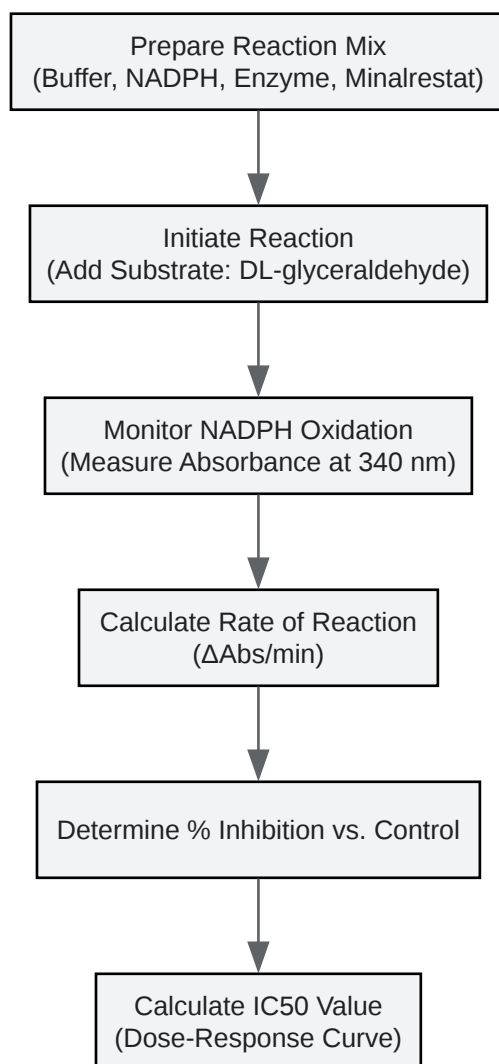 Prepare Reaction Mix
(Buffer, NADPH, Enzyme, Minalrestat)
Initiate Reaction
(Add Substrate: DL-glyceraldehyde)
Monitor NADPH Oxidation
(Measure Absorbance at 340 nm)
Calculate Rate of Reaction
(ΔAbs/min)
Determine % Inhibition vs. Control
Calculate IC50 Value
(Dose-Response Curve)